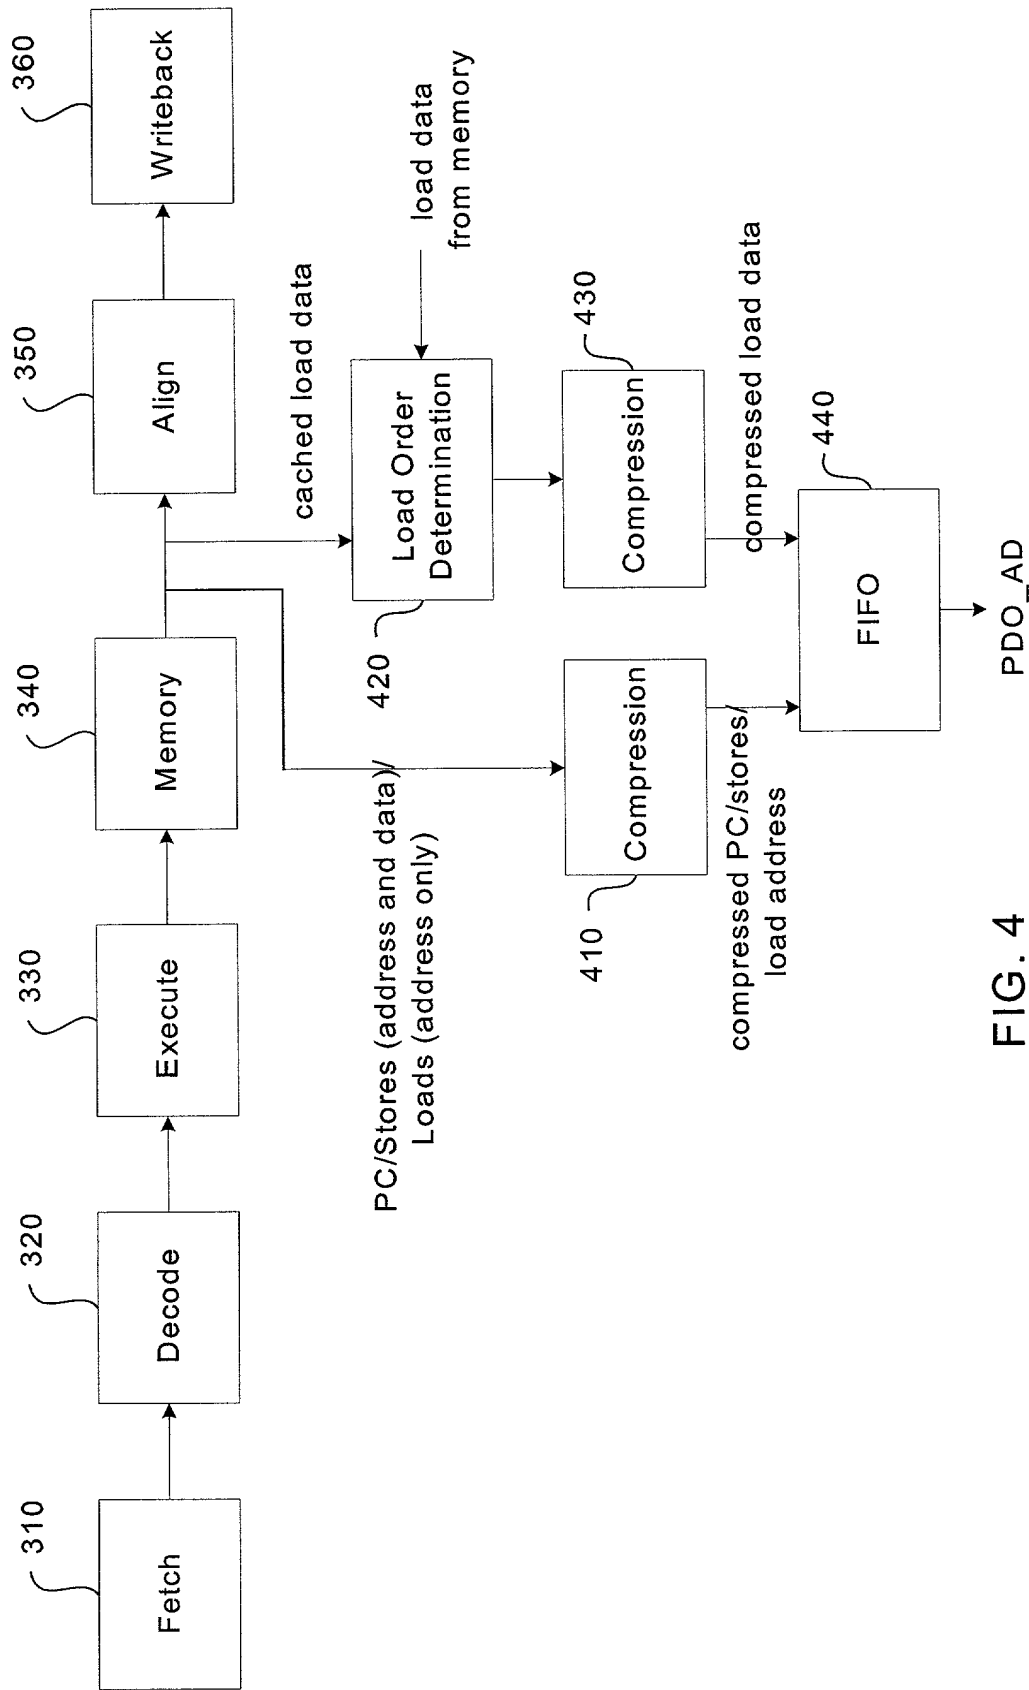 310
Fetch
320
Decode
330
Execute
340
Memory
350
Align
360
Writeback
PC/Stores (address and data)/
Loads (address only)
cached load data
load data
from memory
420
Load Order
Determination
410
Compression
430
Compression
compressed PC/stores/
load address
compressed load data
440
FIFO
PDO_AD
FIG. 4